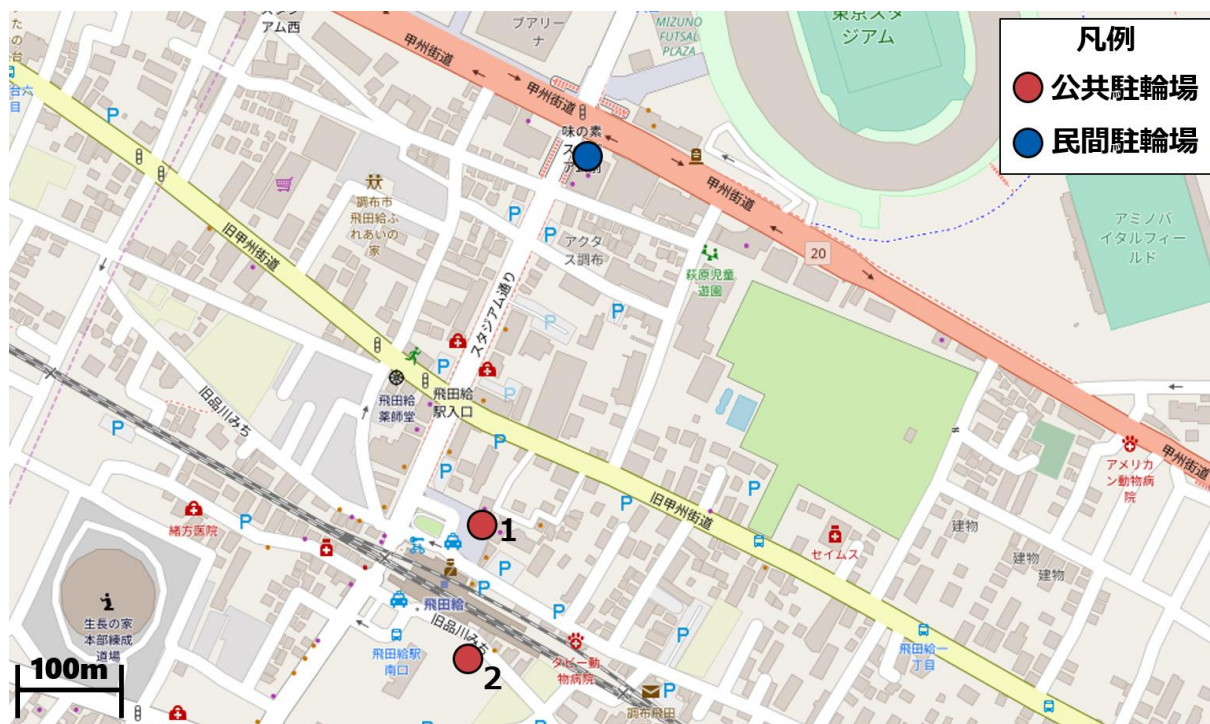 アム西
ブアリー
ナ
MIZUNO
FUTSAL
PLAZA
東京スタ
ジアム
凡例
公共駐輪場
民間駐輪場
甲州街道
甲州街道
味の素
甲州街道
20
アミノバ
イタルフィー
ルド
調布市
飛田給ふ
れあいの
家
旧甲州街道
アクタ
ス調布
萩原児童
遊園
スタジアム通り
飛田給
駅入口
飛田給
薬師堂
旧品川みち
旧甲州街道
アメリカ
ン動物病
院
甲州街道
緒方医院
1
セイムス
建物
建物
建物
飛田給
生長の家
本部練成
道場
飛田給駅
南口
旧品川みち
2
タビー動
物病院
飛田給一
丁目
調布飛田
100m